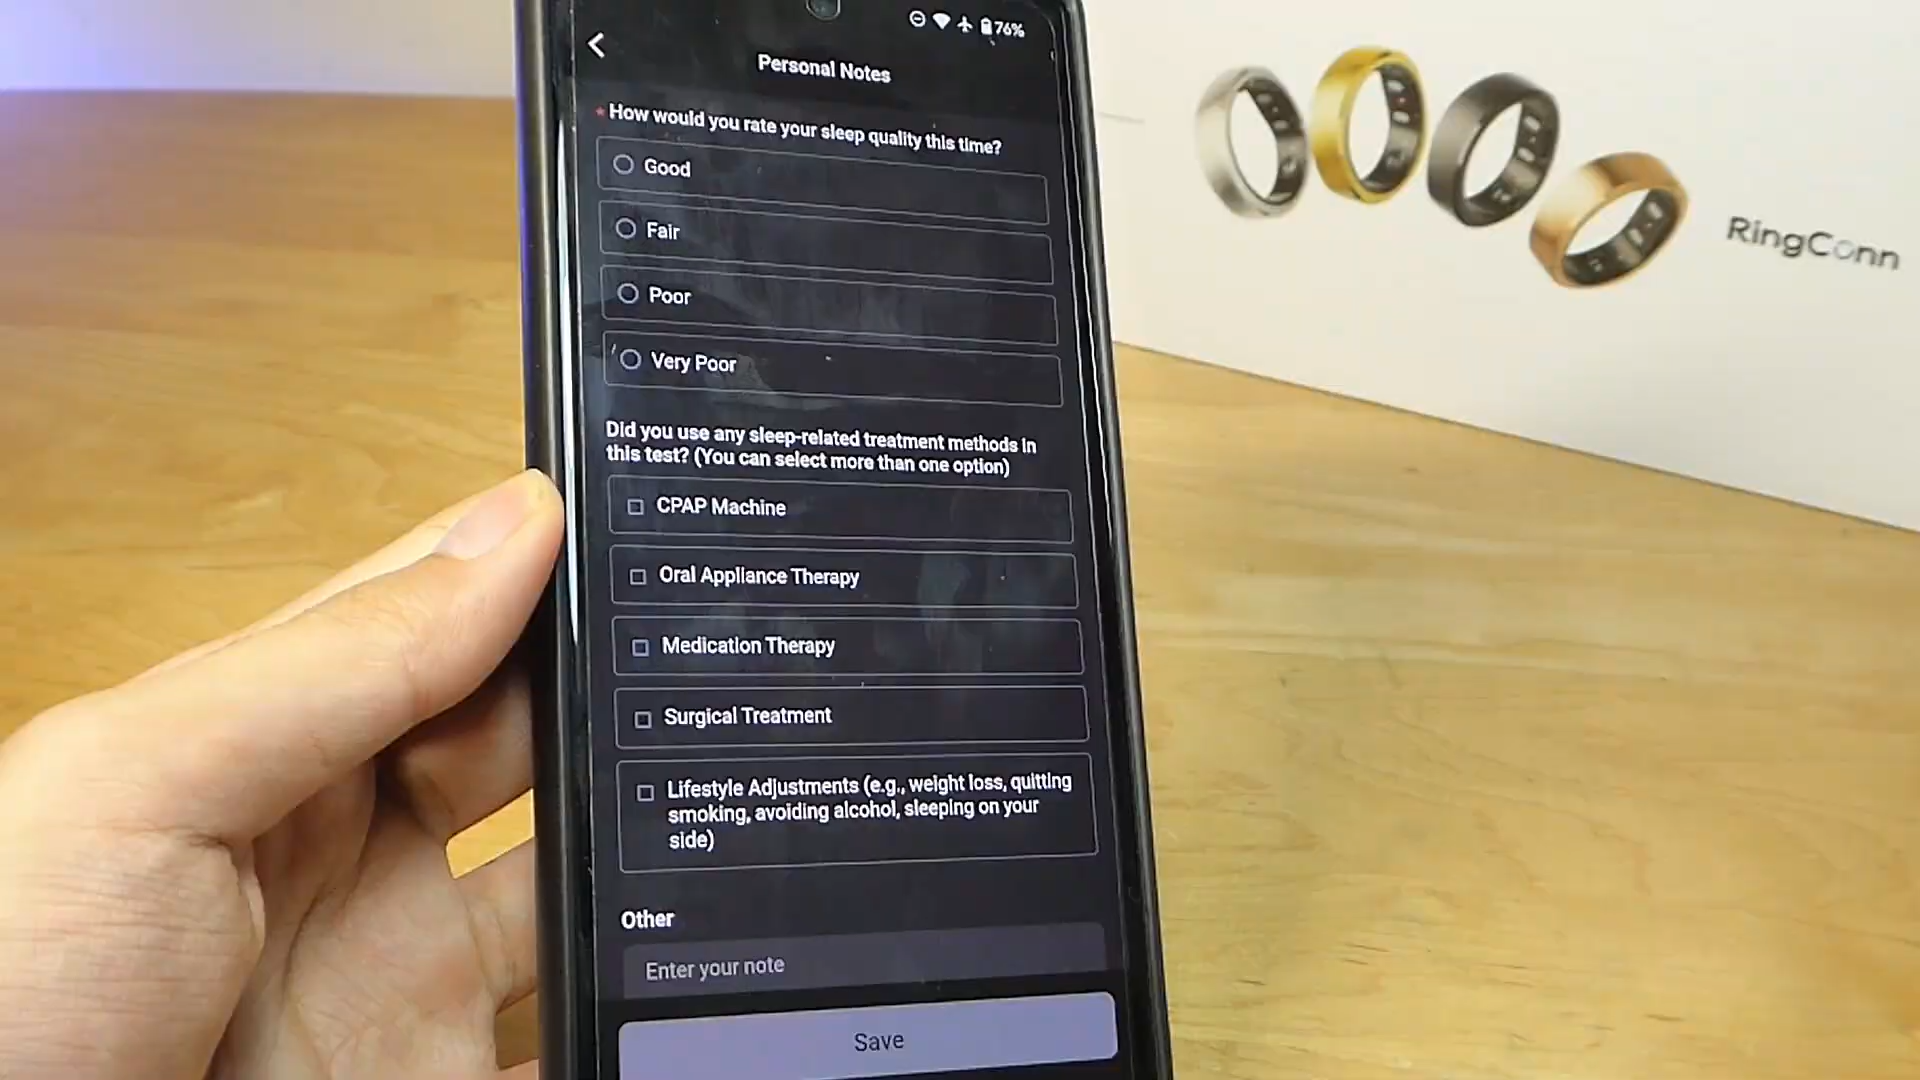 76%
Personal Notes
* How would you rate your sleep quality this time?
Good
Fair
Poor
Very Poor
Did you use any sleep-related treatment methods in
this test? (You can select more than one option)
CPAP Machine
Oral Appliance Therapy
Medication Therapy
Surgical Treatment
Lifestyle Adjustments (e.g., weight loss, quitting
smoking, avoiding alcohol, sleeping on your
side)
Other
Enter your note
Save
RingConn